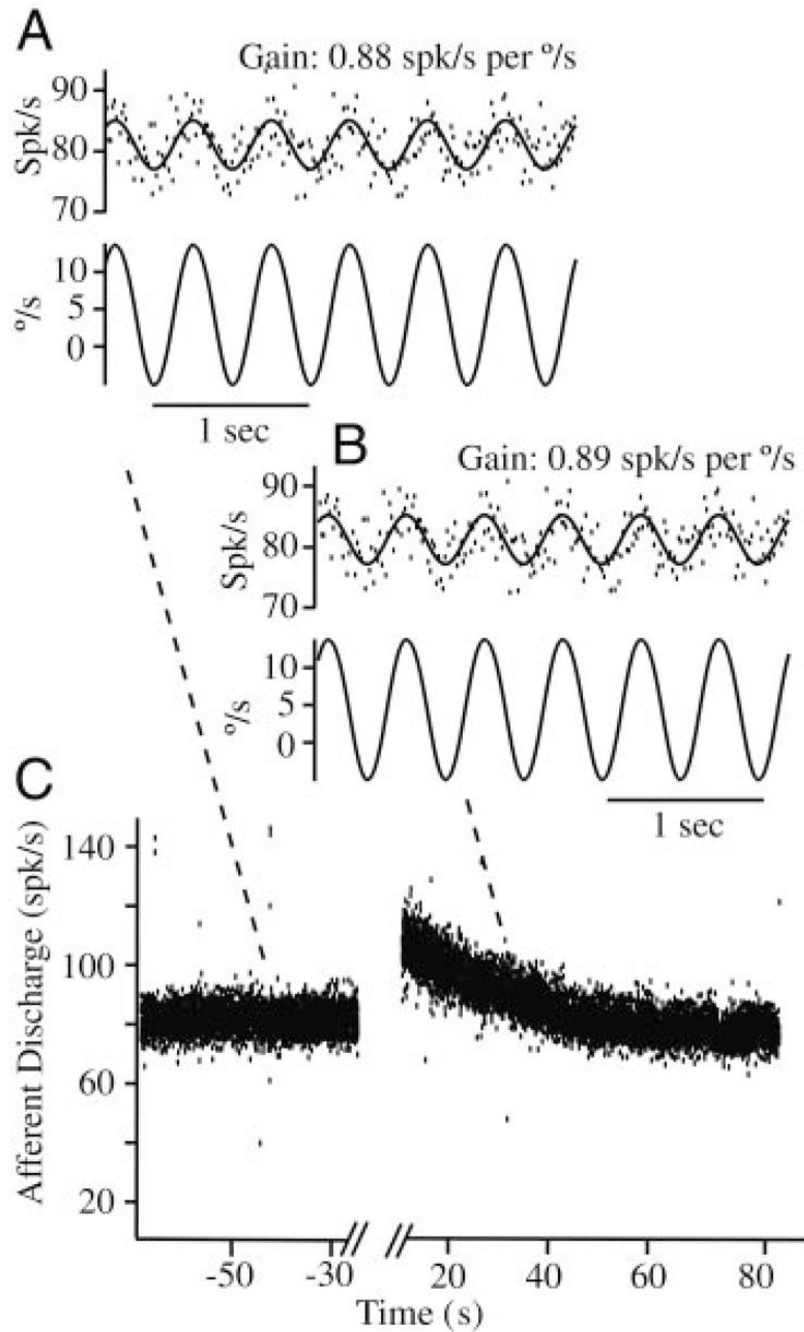 A
Gain: 0.88 spk/s per º/s
90
80
70
Spk/s
10
5
0
º/s
1 sec
B
Gain: 0.89 spk/s per º/s
90
80
70
Spk/s
10
5
0
º/s
1 sec
C
140
100
60
20
Afferent Discharge (spk/s)
-50 -30 20 40 60 80
Time (s)